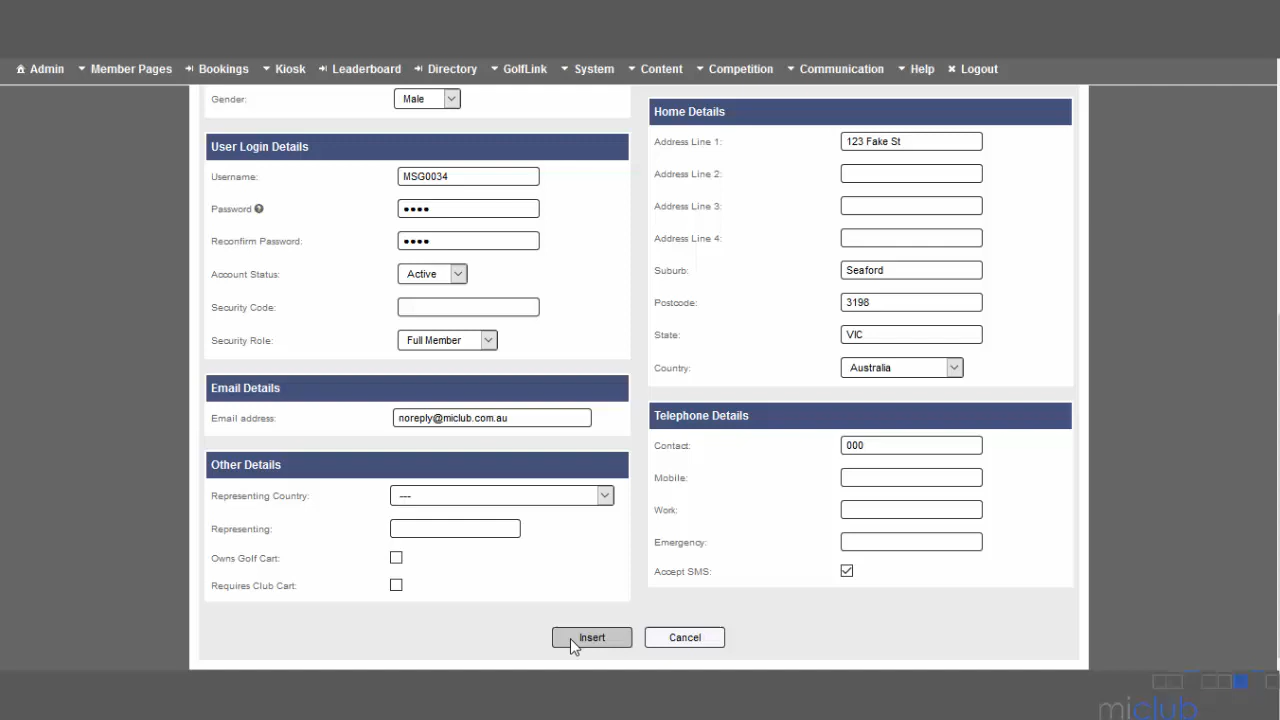 Admin Member Pages Bookings Kiosk Leaderboard Directory GolfLink System Content Competition Communication Help Logout
Gender: Male
User Login Details
Username: MSG0034
Password ••••
Reconfirm Password: ••••
Account Status: Active
Security Code:
Security Role: Full Member
Email Details
Email address: noreply@miclub.com.au
Other Details
Representing Country: ---
Representing:
Owns Golf Cart:
Requires Club Cart:
Home Details
Address Line 1: 123 Fake St
Address Line 2:
Address Line 3:
Address Line 4:
Suburb: Seaford
Postcode: 3198
State: VIC
Country: Australia
Telephone Details
Contact: 000
Mobile:
Work:
Emergency:
Accept SMS:
Insert Cancel
miclub